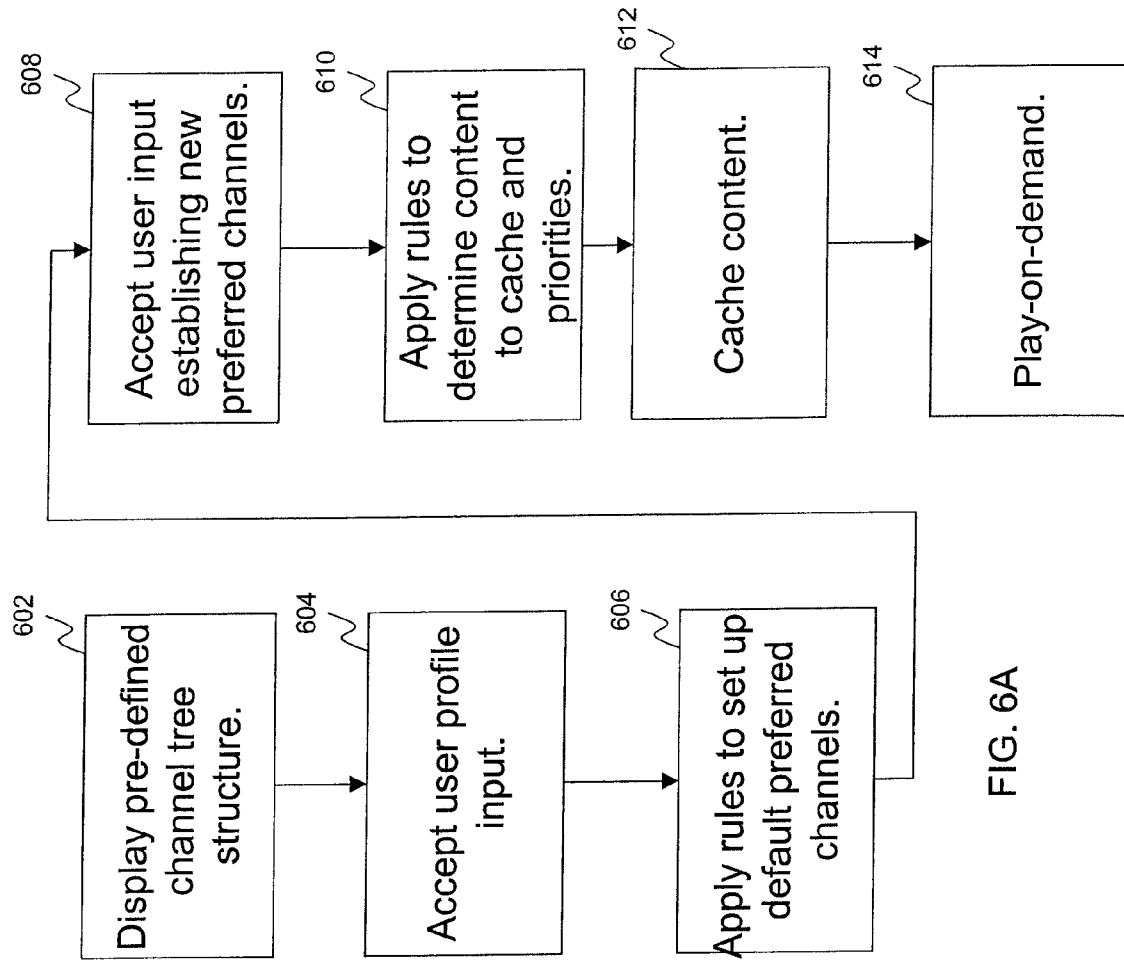 602
Display pre-defined
channel tree
structure.
604
Accept user profile
input.
606
Apply rules to set up
default preferred
channels.
608
Accept user input
establishing new
preferred channels.
610
Apply rules to
determine content
to cache and
priorities.
612
Cache content.
614
Play-on-demand.
FIG. 6A